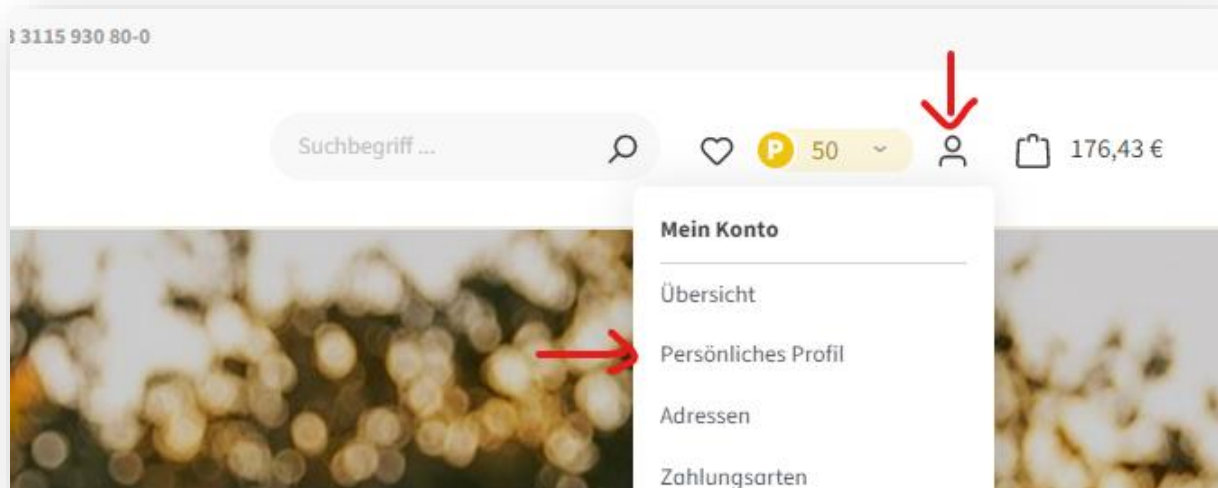 3115 930 80-0
Suchbegriff ...
P 50
176,43 €
Mein Konto
Übersicht
Persönliches Profil
Adressen
Zahlungsarten